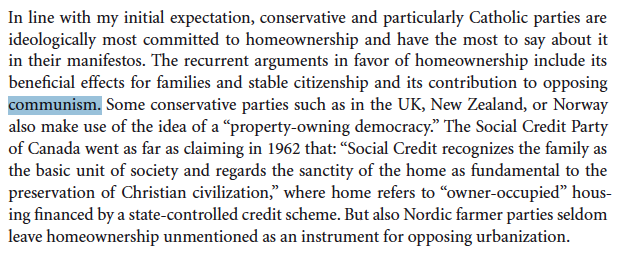 In line with my initial expectation, conservative and particularly Catholic parties are
ideologically most committed to homeownership and have the most to say about it
in their manifestos. The recurrent arguments in favor of homeownership include its
beneficial effects for families and stable citizenship and its contribution to opposing
communism. Some conservative parties such as in the UK, New Zealand, or Norway
also make use of the idea of a “property-owning democracy.” The Social Credit Party
of Canada went as far as claiming in 1962 that: “Social Credit recognizes the family as
the basic unit of society and regards the sanctity of the home as fundamental to the
preservation of Christian civilization,” where home refers to “owner-occupied” hous-
ing financed by a state-controlled credit scheme. But also Nordic farmer parties seldom
leave homeownership unmentioned as an instrument for opposing urbanization.